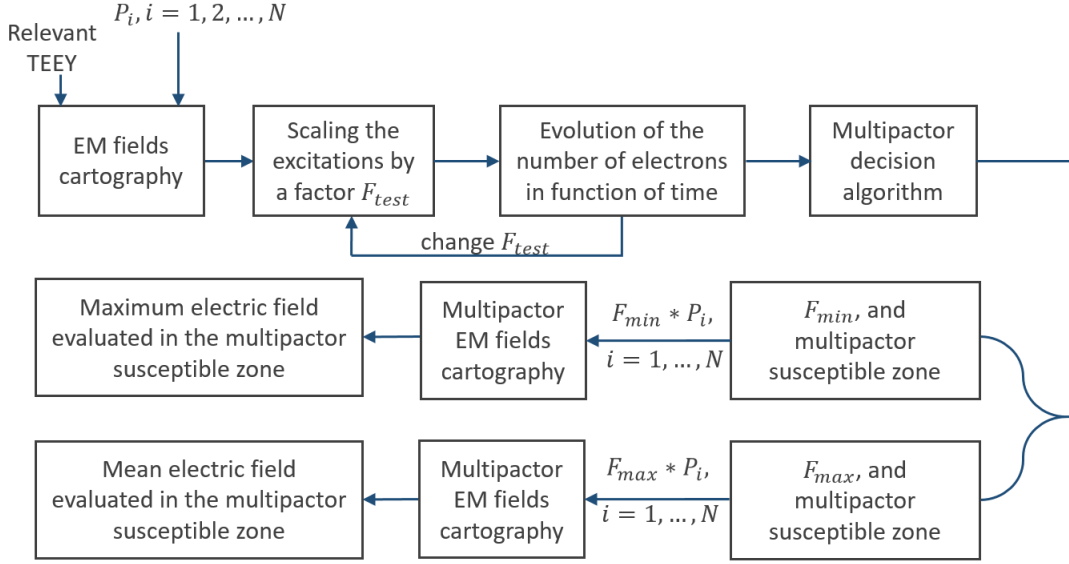 P_i, i = 1, 2, ..., N
Relevant
TEEY
EM fields
cartography
Scaling the
excitations by
a factor F_test
Evolution of the
number of electrons
in function of time
Multipactor
decision
algorithm
change F_test
Maximum electric field
evaluated in the multipactor
susceptible zone
Multipactor
EM fields
cartography
F_min * P_i,
i = 1, ..., N
F_min, and
multipactor
susceptible zone
Mean electric field
evaluated in the multipactor
susceptible zone
Multipactor
EM fields
cartography
F_max * P_i,
i = 1, ..., N
F_max, and
multipactor
susceptible zone